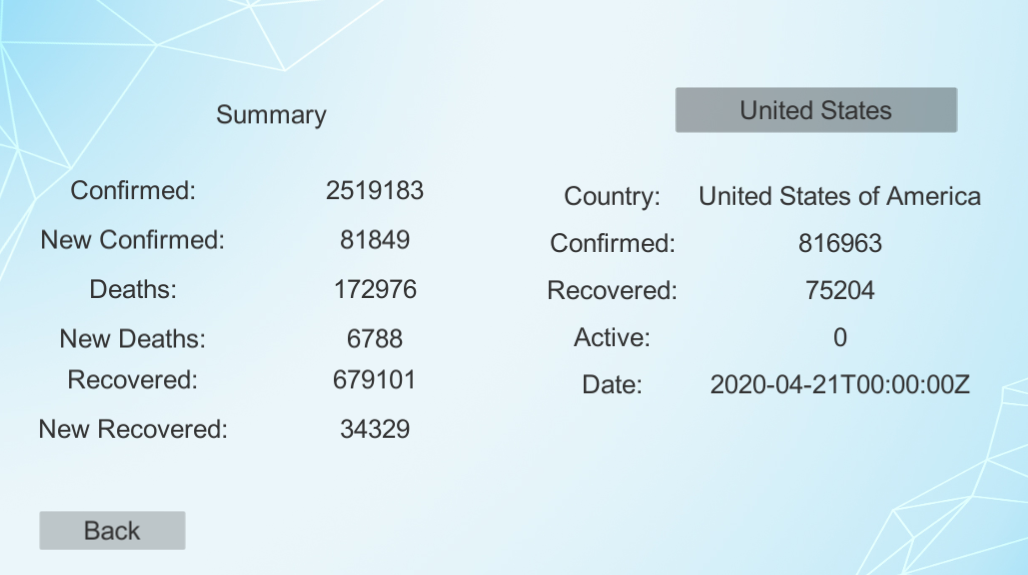 Summary
Confirmed: 2519183
New Confirmed: 81849
Deaths: 172976
New Deaths: 6788
Recovered: 679101
New Recovered: 34329
Back
United States
Country: United States of America
Confirmed: 816963
Recovered: 75204
Active: 0
Date: 2020-04-21T00:00:00Z